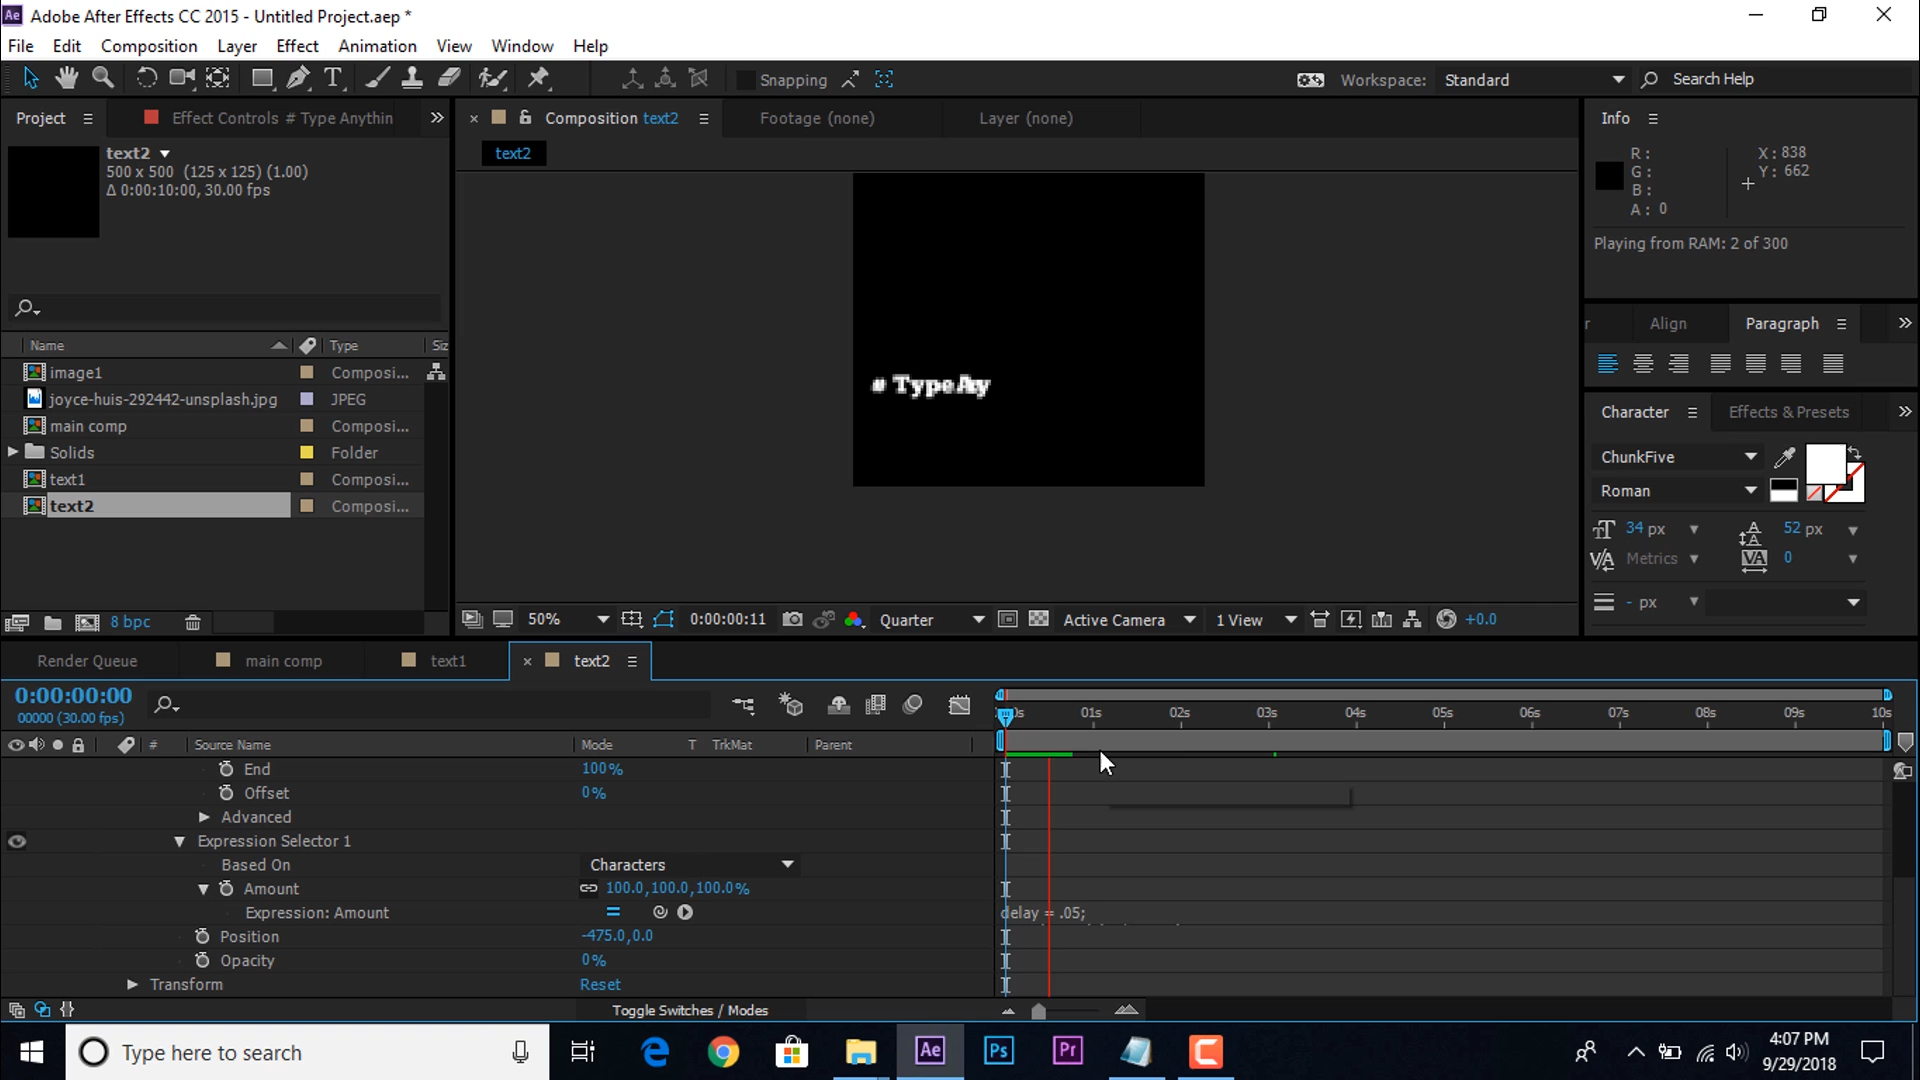 Ae Adobe After Effects CC 2015 - Untitled Project.aep *
File Edit Composition Layer Effect Animation View Window Help
Snapping
Workspace: Standard
Search Help
Project
Effect Controls # Type Anythin
text2
500 x 500 (125 x 125) (1.00)
Δ 0:00:10:00, 30.00 fps
Name Type Siz
image1 Composi...
joyce-huis-292442-unsplash.jpg JPEG
main comp Composi...
Solids Folder
text1 Composi...
text2 Composi...
8 bpc
Composition text2
Footage (none)
Layer (none)
text2
# Type Any
50%
0:00:00:11
Quarter
Active Camera
1 View
+0.0
Info
R:
G:
B:
A: 0
X: 838
Y: 662
Playing from RAM: 2 of 300
r
Align
Paragraph
Character
Effects & Presets
ChunkFive
Roman
34 px
52 px
Metrics
0
- px
Render Queue
main comp
text1
text2
0:00:00:00
00000 (30.00 fps)
# Source Name Mode T TrkMat Parent
0s 01s 02s 03s 04s 05s 06s 07s 08s 09s 10s
End 100%
Offset 0%
Advanced
Expression Selector 1
Based On Characters
Amount 100.0,100.0,100.0%
Expression: Amount
delay = .05;
Position -475.0,0.0
Opacity 0%
Transform Reset
Toggle Switches / Modes
Type here to search
Ae
Ps
Pr
4:07 PM
9/29/2018